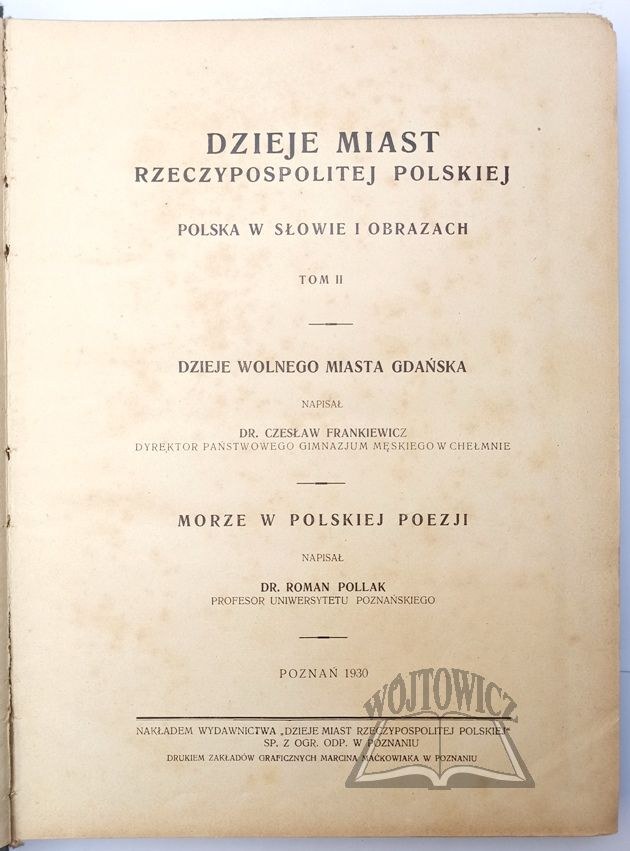 DZIEJE MIAST
RZECZYPOSPOLITEJ POLSKIEJ
POLSKA W SŁOWIE I OBRAZACH
TOM II
DZIEJE WOLNEGO MIASTA GDAŃSKA
NAPISAŁ
DR. CZESŁAW FRANKIEWICZ
DYREKTOR PAŃSTWOWEGO GIMNAZJUM MĘSKIEGO W CHEŁMNIE
MORZE W POLSKIEJ POEZJI
NAPISAŁ
DR. ROMAN POLLAK
PROFESOR UNIWERSYTETU POZNAŃSKIEGO
POZNAŃ 1930
WÓJTOWICZ
NAKŁADEM WYDAWNICTWA „DZIEJE MIAST RZECZYPOSPOLITEJ POLSKIEJ"
SP. Z OGR. ODP. W POZNANIU
DRUKIEM ZAKŁADÓW GRAFICZNYCH MARCINA MAĆKOWIAKA W POZNANIU